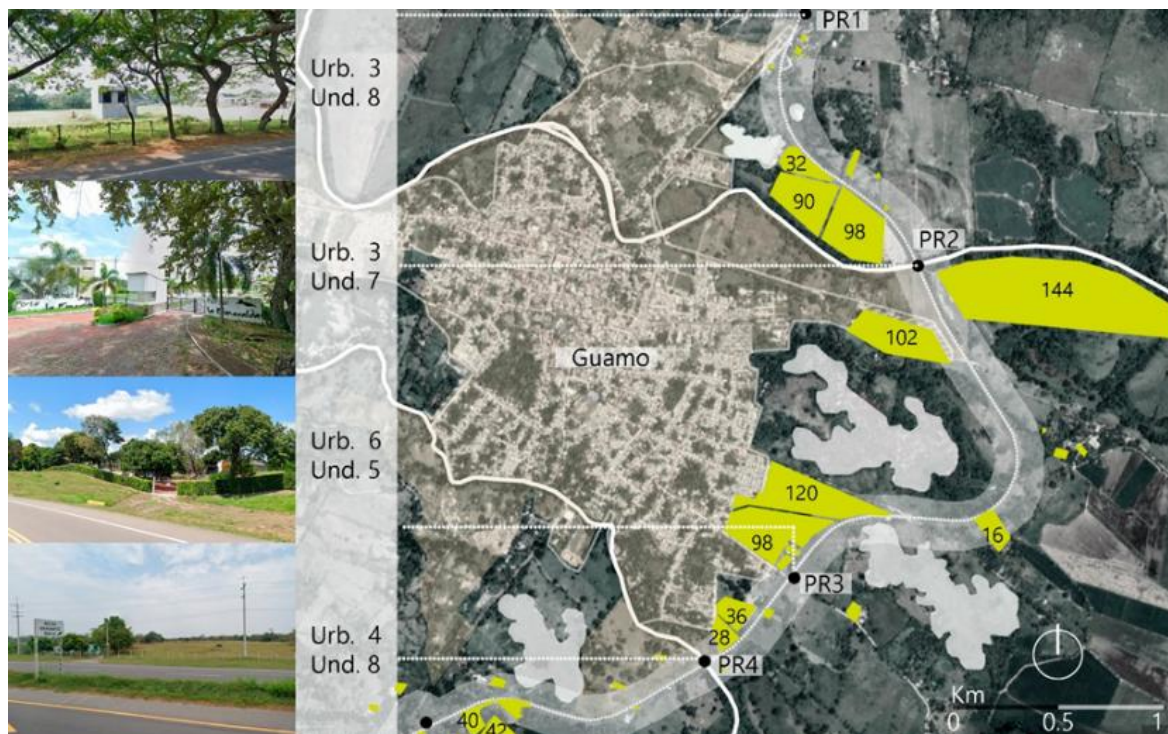 Urb. 3
Und. 8
Urb. 3
Und. 7
Urb. 6
Und. 5
Urb. 4
Und. 8
PR1
32
90
98
PR2
144
102
Guamo
120
98
16
PR3
36
28
PR4
40
42
Km
0
0.5
1